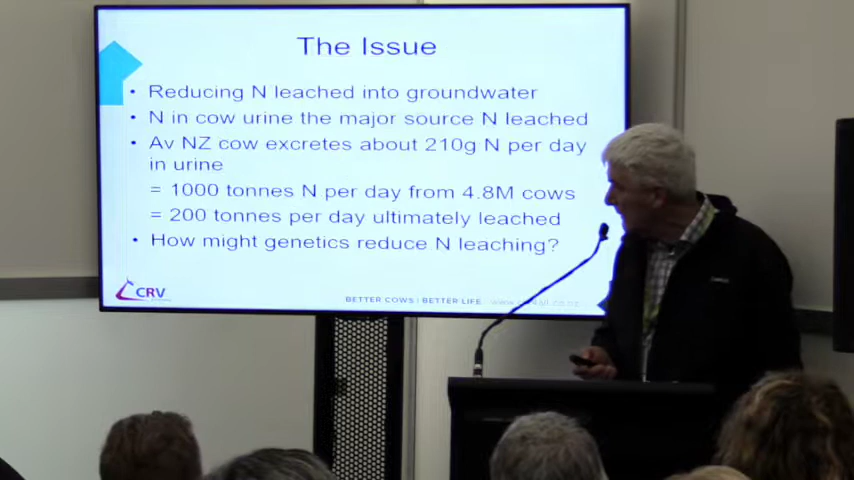 The Issue
• Reducing N leached into groundwater
• N in cow urine the major source N leached
• Av NZ cow excretes about 210g N per day
in urine
= 1000 tonnes N per day from 4.8M cows
= 200 tonnes per day ultimately leached
• How might genetics reduce N leaching?
CRV
BETTER COWS | BETTER LIFE